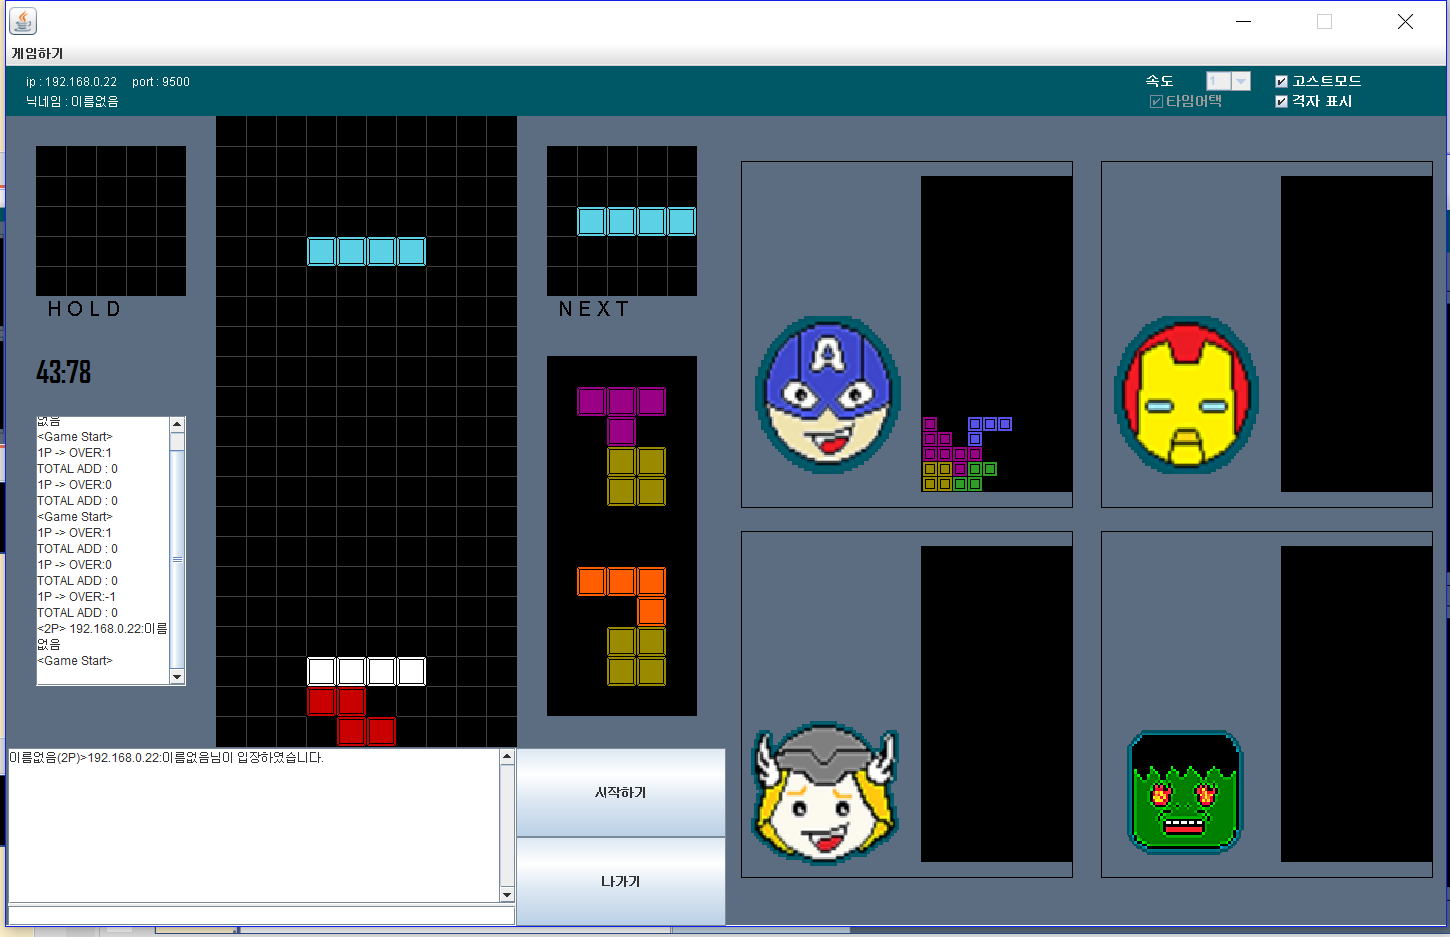 게임하기
ip : 192.168.0.22 port : 9500
닉네임 : 이름없음
속도 1
타임어택
고스트모드
격자 표시
HOLD
NEXT
43:78
없음
<Game Start>
1P -> OVER:1
TOTAL ADD : 0
1P -> OVER:0
TOTAL ADD : 0
<Game Start>
1P -> OVER:1
TOTAL ADD : 0
1P -> OVER:0
TOTAL ADD : 0
1P -> OVER:-1
TOTAL ADD : 0
<2P> 192.168.0.22:이름
없음
<Game Start>
이름없음(2P)>192.168.0.22:이름없음님이 입장하였습니다.
시작하기
나가기
A